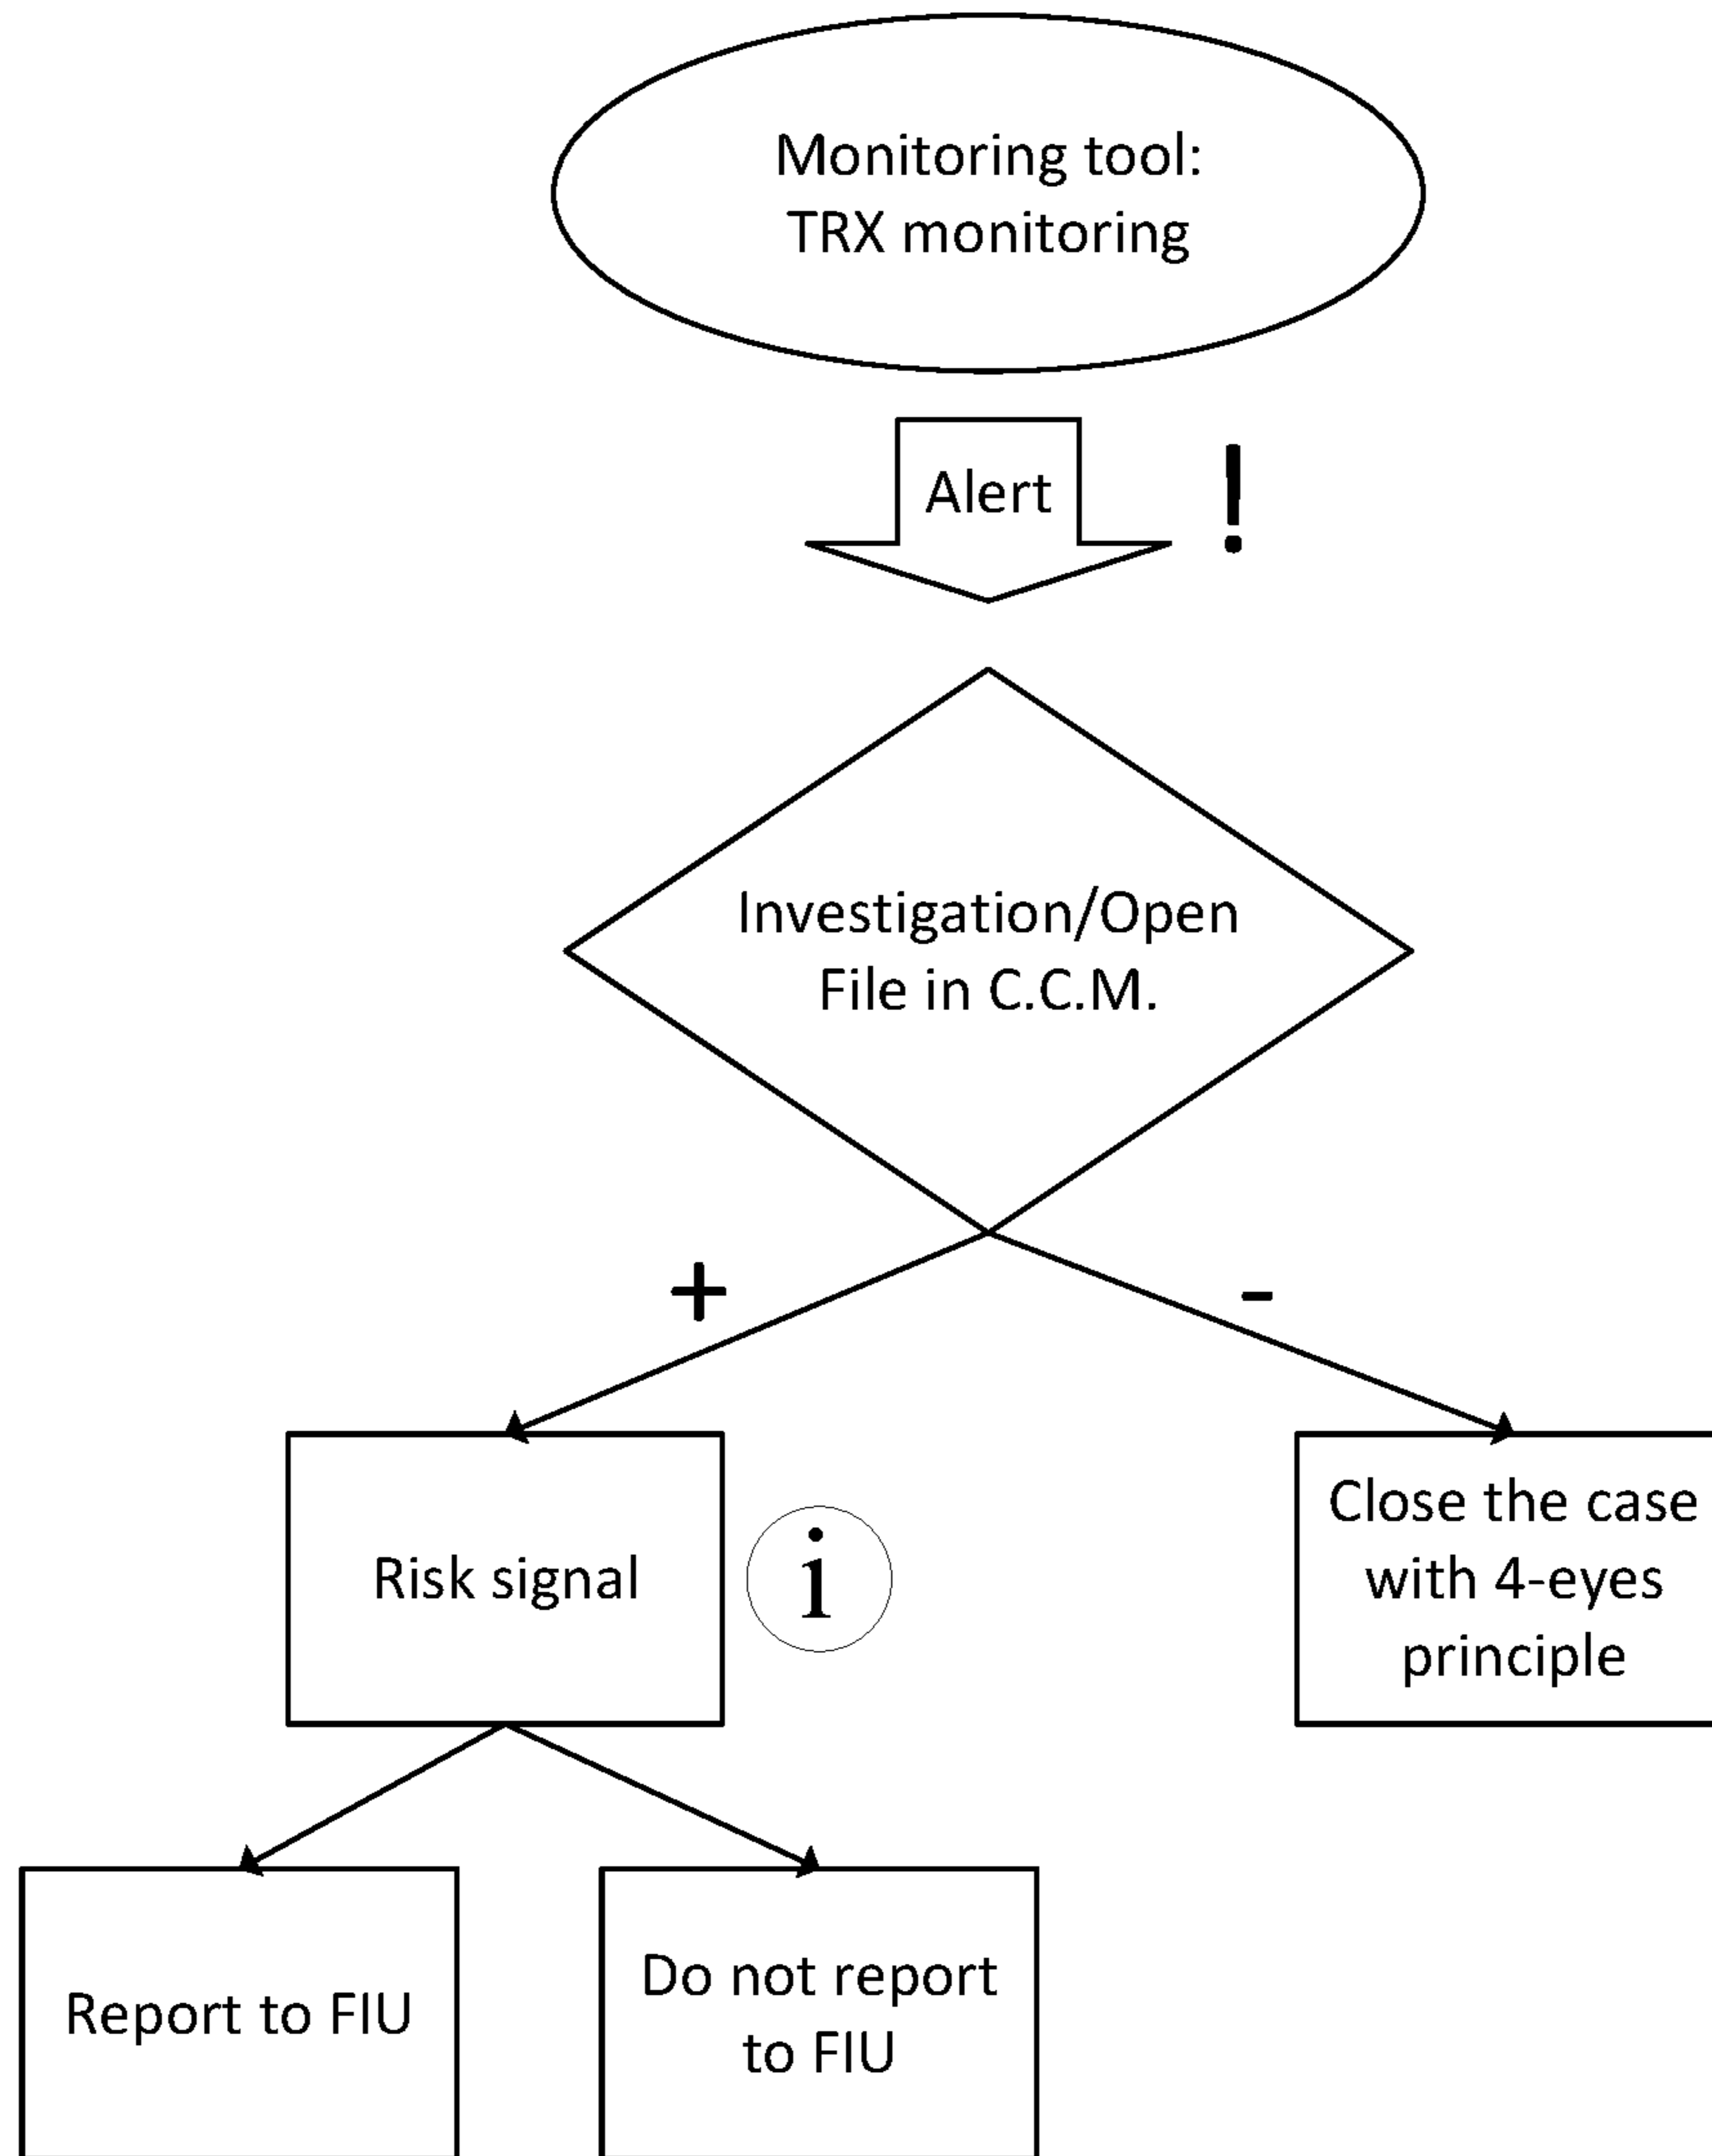 Monitoring tool:
TRX monitoring
Alert
!
Investigation/Open
File in C.C.M.
+
-
Risk signal
i
Close the case
with 4-eyes
principle
Report to FIU
Do not report
to FIU